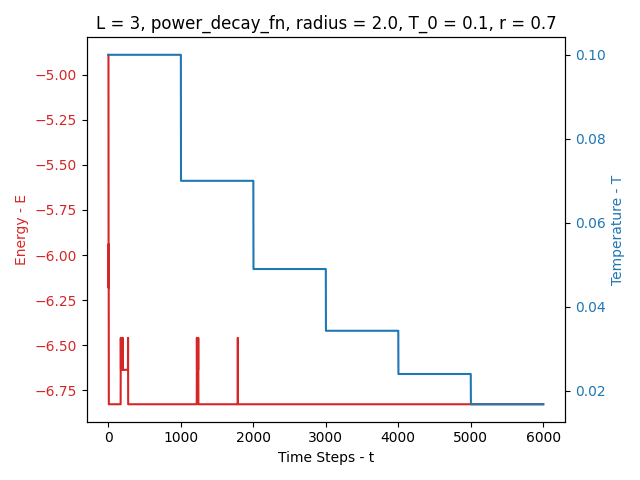 L = 3, power_decay_fn, radius = 2.0, T_0 = 0.1, r = 0.7
−5.00
−5.25
−5.50
−5.75
−6.00
−6.25
−6.50
−6.75
Energy - E
0.10
0.08
0.06
0.04
0.02
Temperature - T
0 1000 2000 3000 4000 5000 6000
Time Steps - t